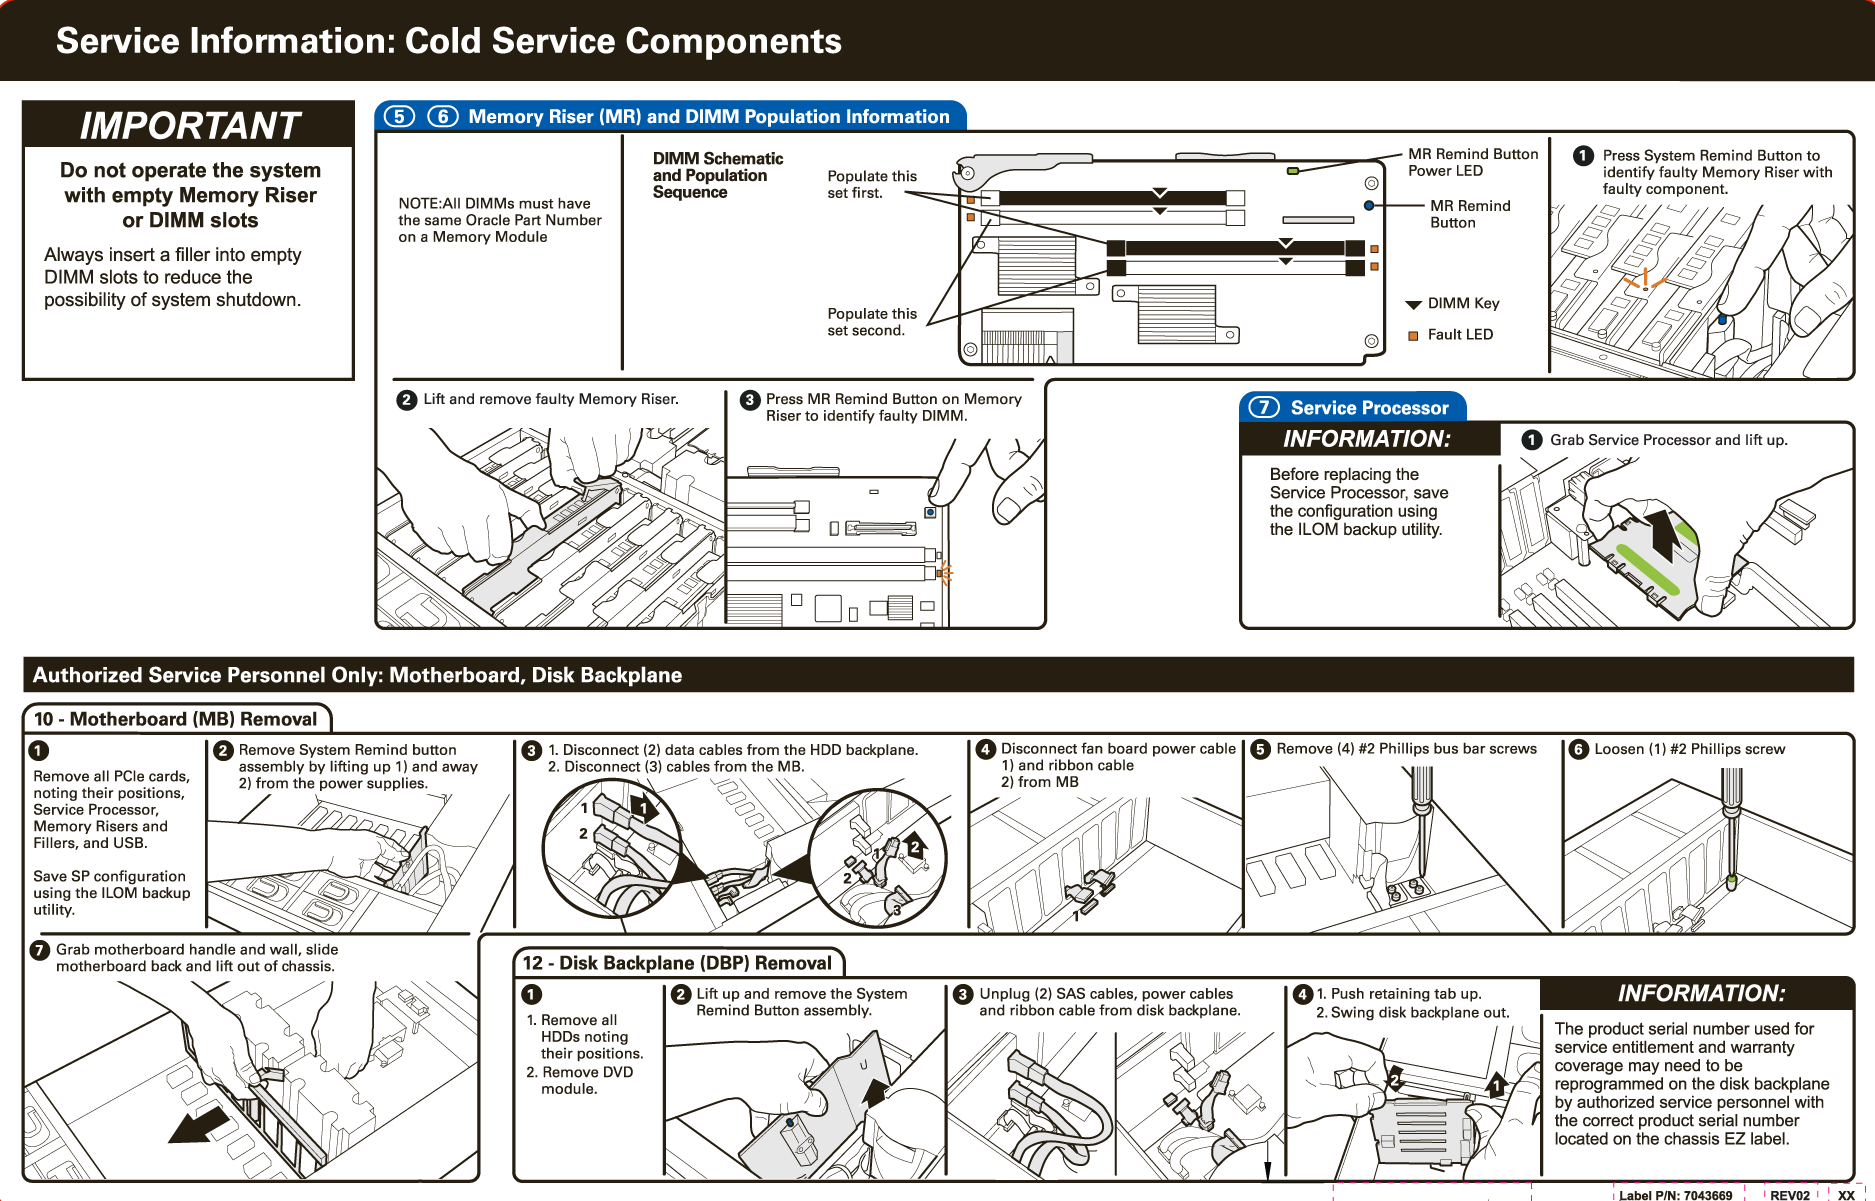 Service Information: Cold Service Components
IMPORTANT
Do not operate the system
with empty Memory Riser
or DIMM slots
Always insert a filler into empty
DIMM slots to reduce the
possibility of system shutdown.
5 6 Memory Riser (MR) and DIMM Population Information
NOTE:All DIMMs must have
the same Oracle Part Number
on a Memory Module
DIMM Schematic
and Population
Sequence
Populate this
set first.
Populate this
set second.
MR Remind Button
Power LED
MR Remind
Button
DIMM Key
Fault LED
1 Press System Remind Button to
identify faulty Memory Riser with
faulty component.
2 Lift and remove faulty Memory Riser.
3 Press MR Remind Button on Memory
Riser to identify faulty DIMM.
7 Service Processor
INFORMATION:
Before replacing the
Service Processor, save
the configuration using
the ILOM backup utility.
1 Grab Service Processor and lift up.
Authorized Service Personnel Only: Motherboard, Disk Backplane
10 - Motherboard (MB) Removal
1
Remove all PCIe cards,
noting their positions,
Service Processor,
Memory Risers and
Fillers, and USB.
Save SP configuration
using the ILOM backup
utility.
2 Remove System Remind button
assembly by lifting up 1) and away
2) from the power supplies.
3 1. Disconnect (2) data cables from the HDD backplane.
2. Disconnect (3) cables from the MB.
1
2
1
1
2
2
3
4 Disconnect fan board power cable
1) and ribbon cable
2) from MB
1
5 Remove (4) #2 Phillips bus bar screws
6 Loosen (1) #2 Phillips screw
7 Grab motherboard handle and wall, slide
motherboard back and lift out of chassis.
12 - Disk Backplane (DBP) Removal
1
1. Remove all
HDDs noting
their positions.
2. Remove DVD
module.
2 Lift up and remove the System
Remind Button assembly.
3 Unplug (2) SAS cables, power cables
and ribbon cable from disk backplane.
4 1. Push retaining tab up.
2. Swing disk backplane out.
2
1
INFORMATION:
The product serial number used for
service entitlement and warranty
coverage may need to be
reprogrammed on the disk backplane
by authorized service personnel with
the correct product serial number
located on the chassis EZ label.
Label P/N: 7043669 REV02 XX